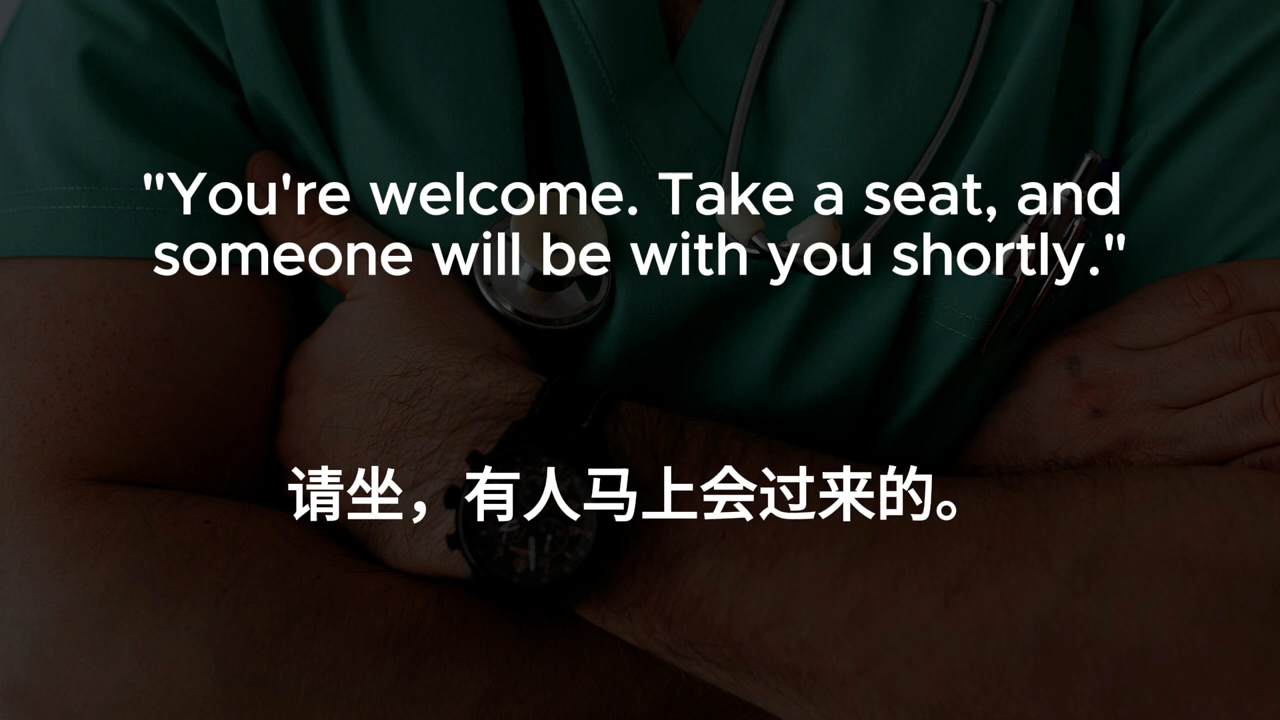 "You're welcome. Take a seat, and
someone will be with you shortly."
请坐，有人马上会过来的。